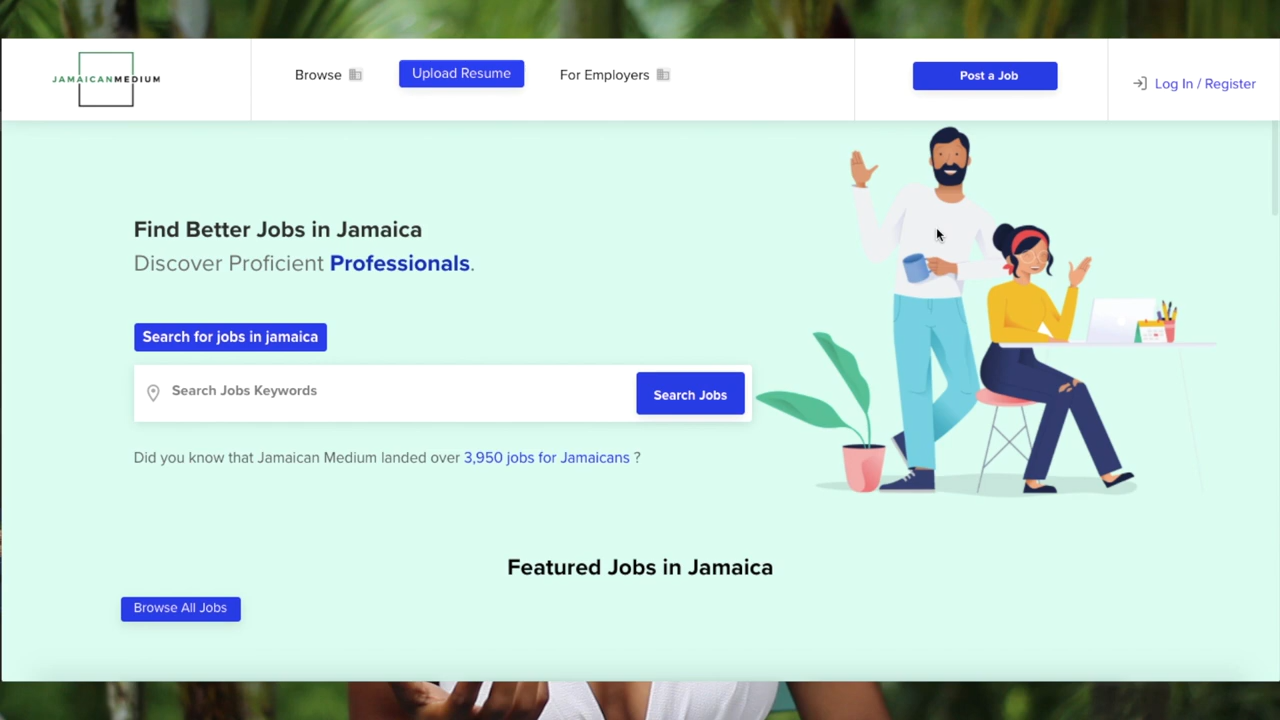 JAMAICANMEDIUM
Browse
Upload Resume
For Employers
Post a Job
Log In / Register
Find Better Jobs in Jamaica
Discover Proficient Professionals.
Search for jobs in jamaica
Search Jobs Keywords
Search Jobs
Did you know that Jamaican Medium landed over 3,950 jobs for Jamaicans ?
Featured Jobs in Jamaica
Browse All Jobs